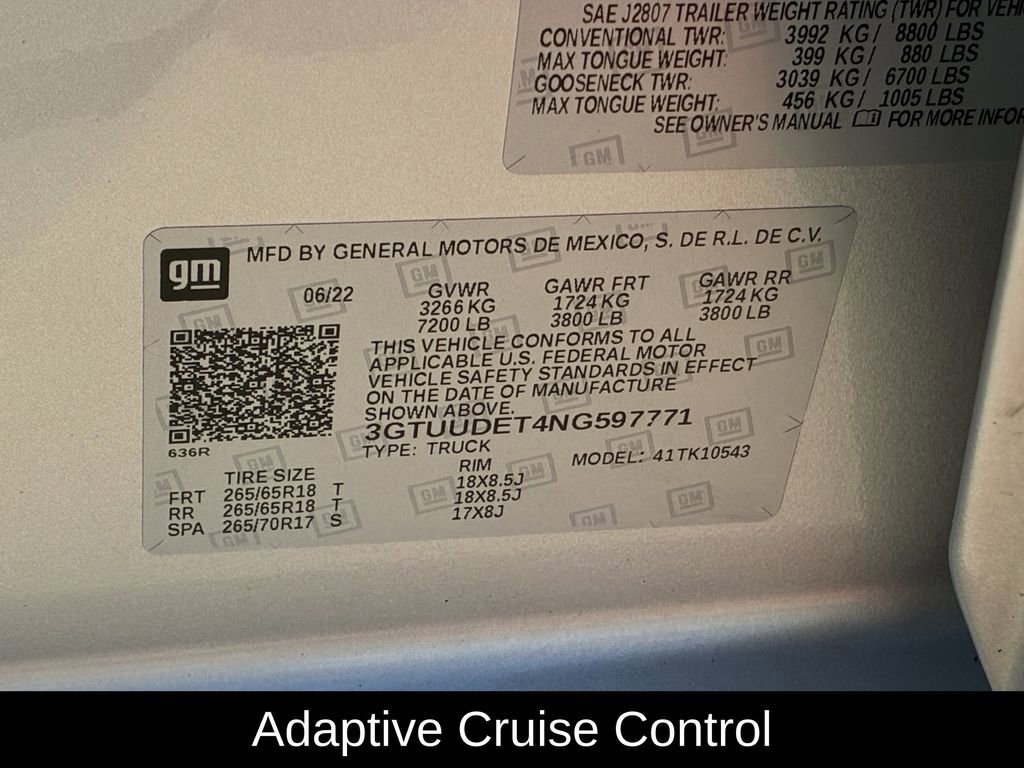 SAE J2807 TRAILER WEIGHT RATING (TWR) FOR VEHI
CONVENTIONAL TWR: 3992 KG / 8800 LBS
MAX TONGUE WEIGHT: 399 KG / 880 LBS
GOOSENECK TWR: 3039 KG / 6700 LBS
MAX TONGUE WEIGHT: 456 KG / 1005 LBS
SEE OWNER'S MANUAL FOR MORE INFOR
gm
MFD BY GENERAL MOTORS DE MEXICO, S. DE R.L. DE C.V.
06/22 GVWR GAWR FRT GAWR RR
3266 KG 1724 KG 1724 KG
7200 LB 3800 LB 3800 LB
THIS VEHICLE CONFORMS TO ALL
APPLICABLE U.S. FEDERAL MOTOR
VEHICLE SAFETY STANDARDS IN EFFECT
ON THE DATE OF MANUFACTURE
SHOWN ABOVE.
3GTUUDET4NG597771
636R
TYPE: TRUCK MODEL: 41TK10543
TIRE SIZE RIM
FRT 265/65R18 T 18X8.5J
RR 265/65R18 T 18X8.5J
SPA 265/70R17 S 17X8J
Adaptive Cruise Control